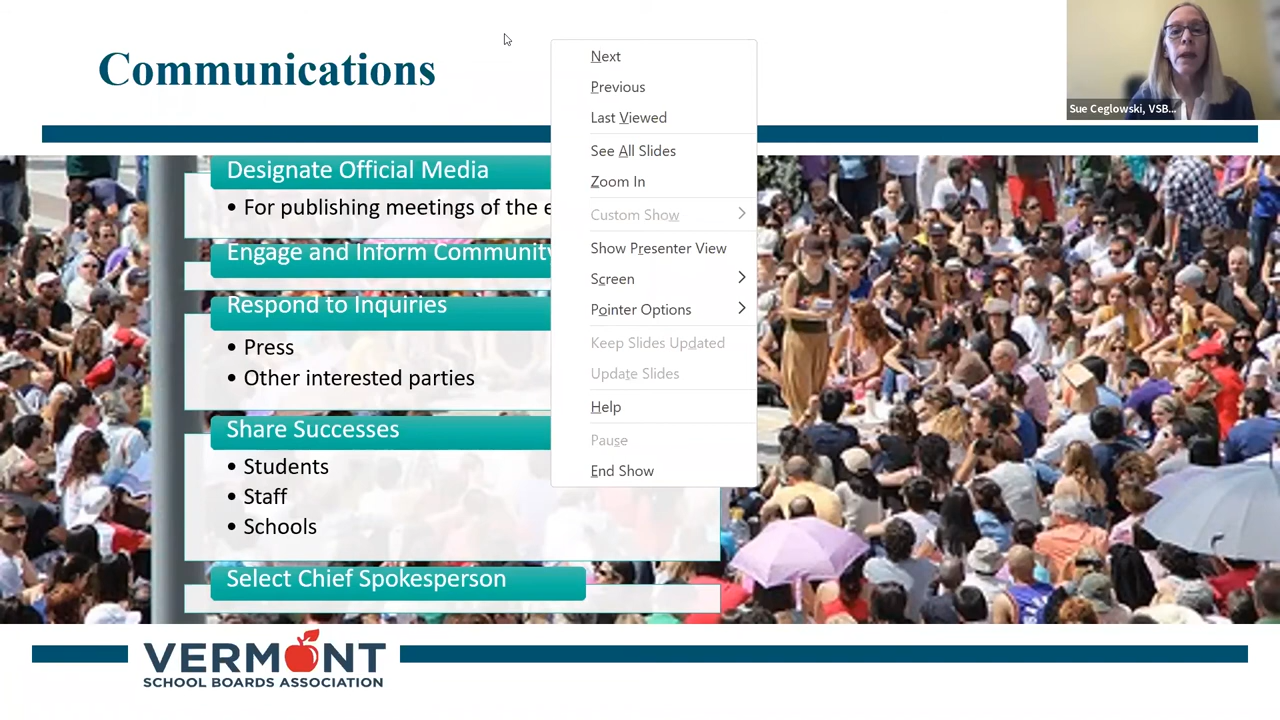 Communications
Sue Ceglowski, VSB...
Designate Official Media
• For publishing meetings of the
Engage and Inform Community
Respond to Inquiries
• Press
• Other interested parties
Share Successes
• Students
• Staff
• Schools
Select Chief Spokesperson
Next
Previous
Last Viewed
See All Slides
Zoom In
Custom Show
Show Presenter View
Screen
Pointer Options
Keep Slides Updated
Update Slides
Help
Pause
End Show
VERMONT
SCHOOL BOARDS ASSOCIATION